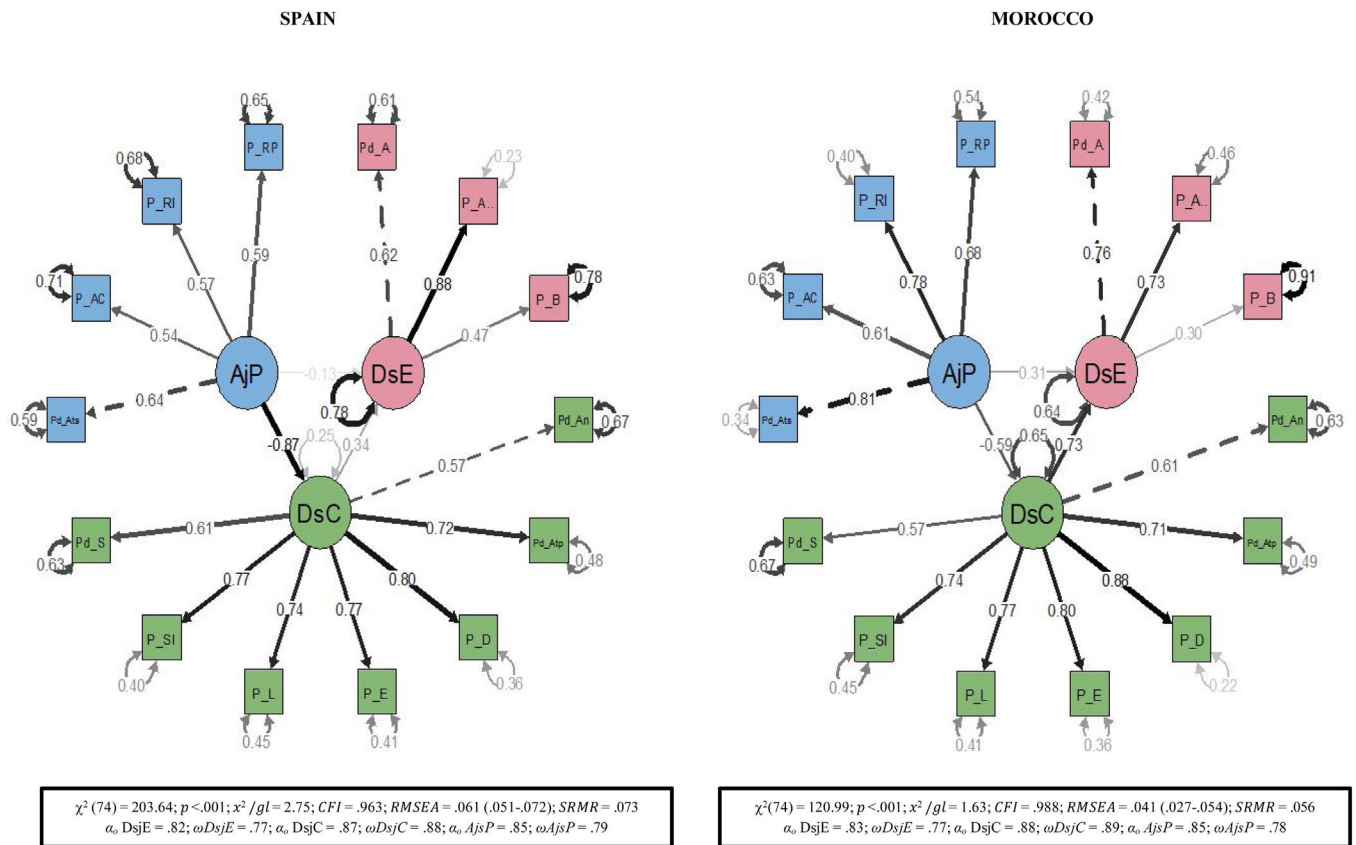 SPAIN
MOROCCO
0.65
0.61
P_RP
Pd_A.
0.68
0.23
P_RI
P_A..
0.59
0.62
0.57
0.88
0.71
0.78
P_AC
P_B
0.54
0.47
AjP
-0.13
DsE
0.64
0.78
0.59
Pd_Ats
Pd_An
0.67
-0.87
0.25
0.34
0.57
DsC
0.61
0.72
Pd_S
Pd_Atp
0.63
0.48
0.77
0.74
0.77
0.80
P_SI
P_D
0.40
0.36
P_L
P_E
0.45
0.41
0.54
0.42
P_RP
Pd_A.
0.40
0.46
P_RI
P_A..
0.68
0.76
0.78
0.73
0.63
0.91
P_AC
P_B
0.61
0.30
AjP
0.31
DsE
0.81
0.64
0.34
Pd_Ats
Pd_An
0.63
-0.59
0.65
0.73
0.61
DsC
0.57
0.71
Pd_S
Pd_Atp
0.67
0.49
0.74
0.77
0.80
0.88
P_SI
P_D
0.45
0.22
P_L
P_E
0.41
0.36
χ² (74) = 203.64; p <.001; x² /gl = 2.75; CFI = .963; RMSEA = .061 (.051-.072); SRMR = .073
αₒ DsjE = .82; ωDsjE = .77; αₒ DsjC = .87; ωDsjC = .88; αₒ AjsP = .85; ωAjsP = .79
χ²(74) = 120.99; p <.001; x² /gl = 1.63; CFI = .988; RMSEA = .041 (.027-.054); SRMR = .056
αₒ DsjE = .83; ωDsjE = .77; αₒ DsjC = .88; ωDsjC = .89; αₒ AjsP = .85; ωAjsP = .78